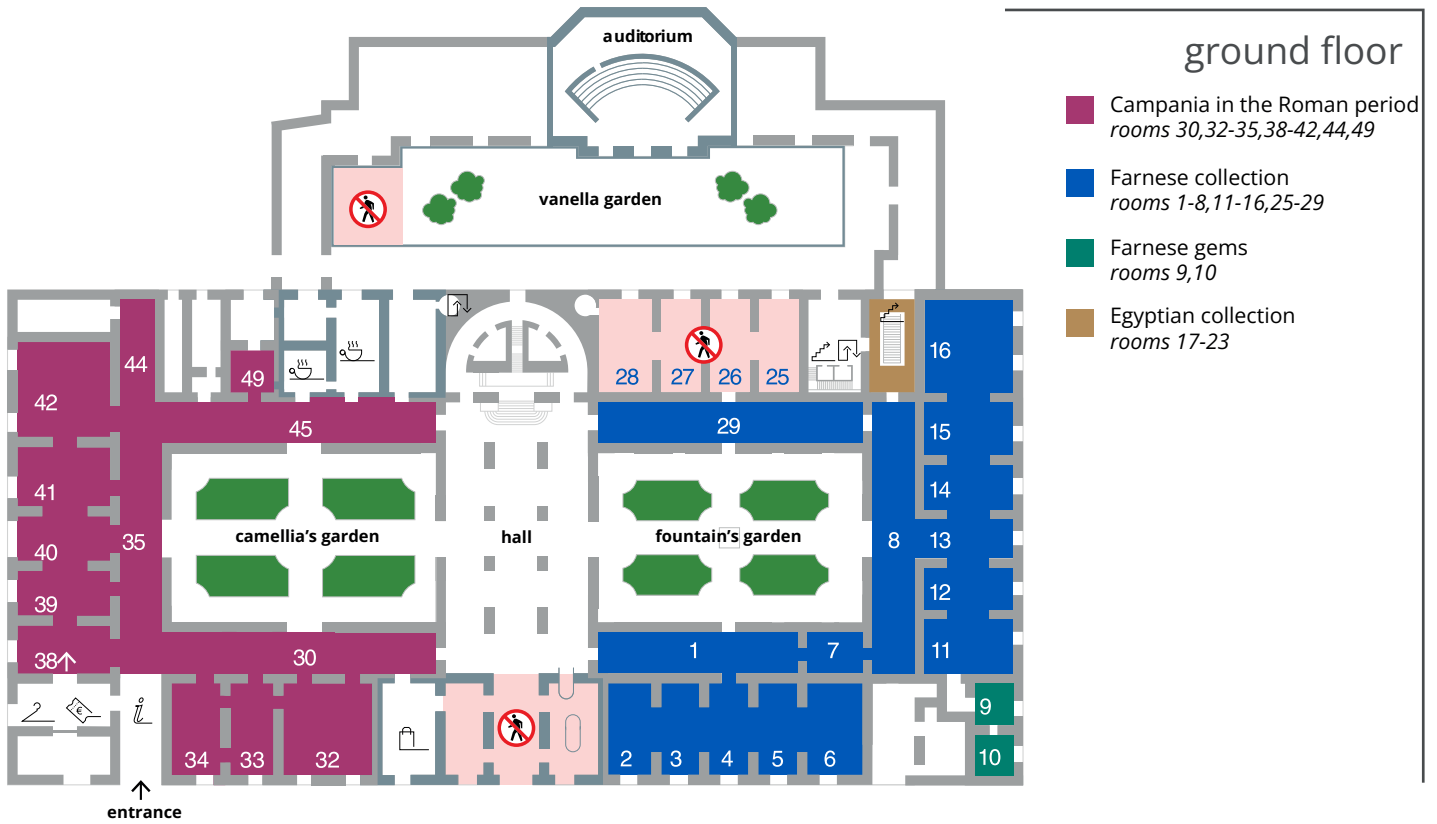 auditorium
ground floor
Campania in the Roman period
rooms 30,32-35,38-42,44,49
Farnese collection
rooms 1-8,11-16,25-29
Farnese gems
rooms 9,10
Egyptian collection
rooms 17-23
vanella garden
44
49
42
45
28
27
26
25
16
29
15
41
14
35
camellia's garden
hall
fountain's garden
8
13
40
39
12
38
30
1
7
11
€
i
34
33
32
2
3
4
5
6
9
10
entrance